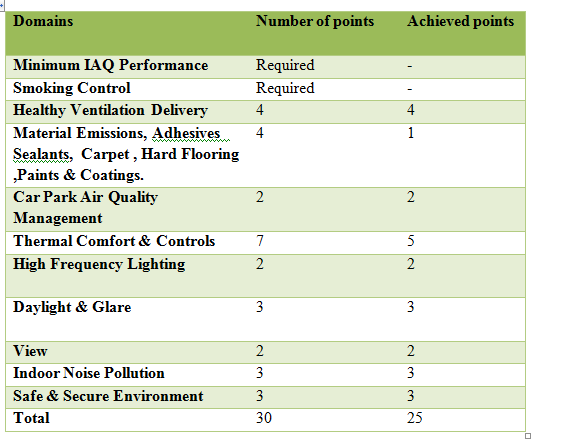 Domains Number of points Achieved points
Minimum IAQ Performance Required -
Smoking Control Required -
Healthy Ventilation Delivery 4 4
Material Emissions, Adhesives 4 1
Sealants, Carpet , Hard Flooring
,Paints & Coatings.
Car Park Air Quality 2 2
Management
Thermal Comfort & Controls 7 5
High Frequency Lighting 2 2
Daylight & Glare 3 3
View 2 2
Indoor Noise Pollution 3 3
Safe & Secure Environment 3 3
Total 30 25